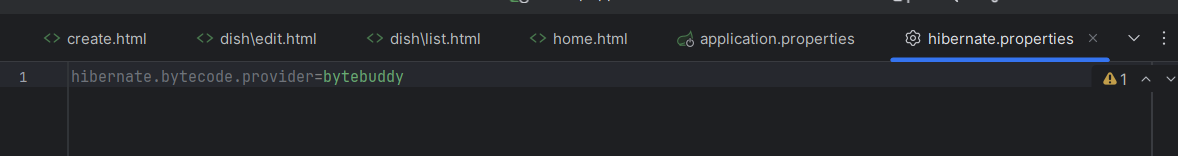 create.html dish\edit.html dish\list.html home.html application.properties hibernate.properties
1 hibernate.bytecode.provider=bytebuddy 1